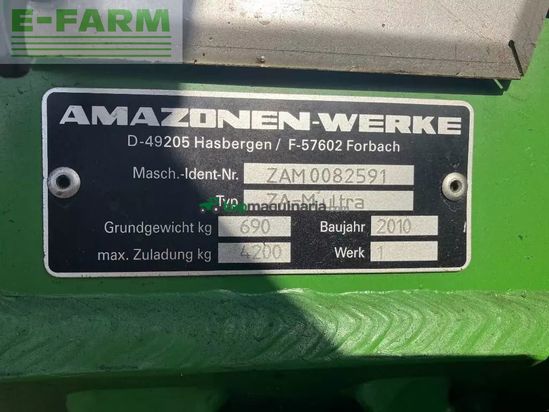 E-FARM
AMAZONEN-WERKE
D-49205 Hasbergen / F-57602 Forbach
Masch.-Ident-Nr. ZAM0082591
Typ ZA-M ultra
Grundgewicht kg 690 Baujahr 2010
max. Zuladung kg 4200 Werk 1